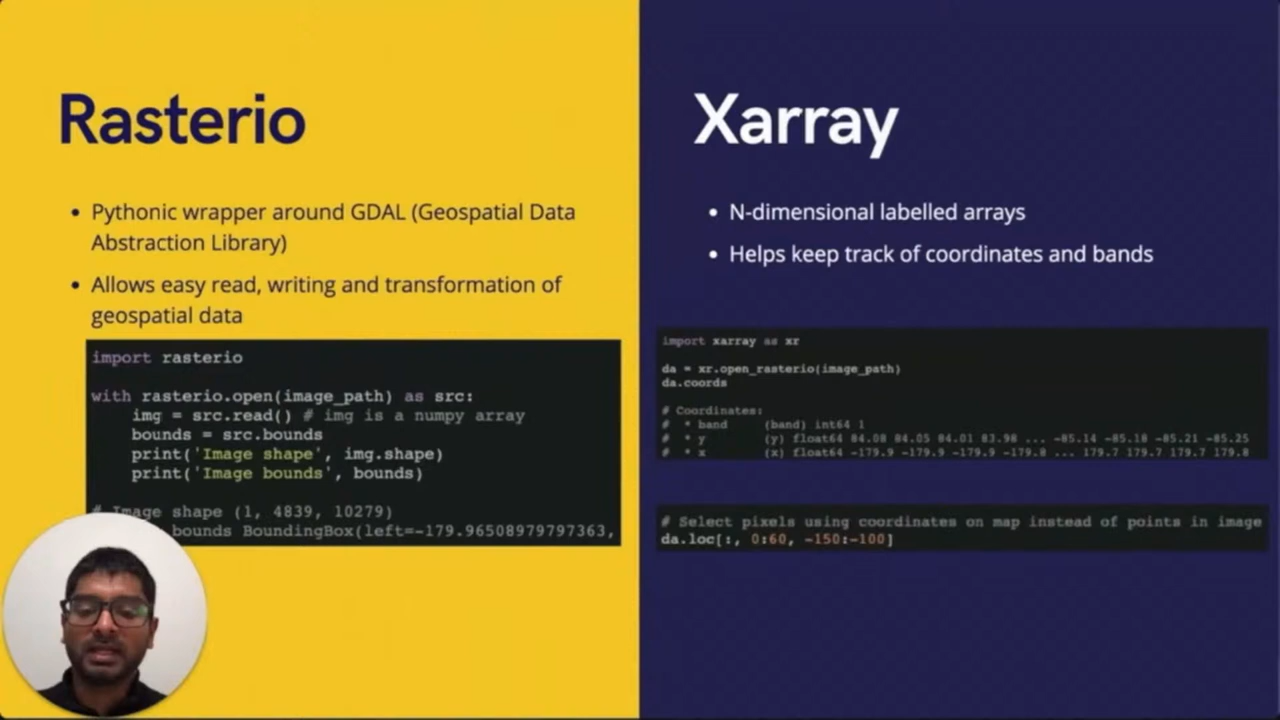 Rasterio
• Pythonic wrapper around GDAL (Geospatial Data
Abstraction Library)
• Allows easy read, writing and transformation of
geospatial data
import rasterio
with rasterio.open(image_path) as src:
img = src.read() # img is a numpy array
bounds = src.bounds
print('Image shape', img.shape)
print('Image bounds', bounds)
# Image shape (1, 4839, 10279)
bounds BoundingBox(left=-179.96508979797363,
Xarray
• N-dimensional labelled arrays
• Helps keep track of coordinates and bands
import xarray as xr
da = xr.open_rasterio(image_path)
da.coords
# Coordinates:
# * band (band) int64 1
# * y (y) float64 84.08 84.05 84.01 83.98 ... -85.14 -85.18 -85.21 -85.25
# * x (x) float64 -179.9 -179.9 -179.9 -179.8 ... 179.7 179.7 179.7 179.8
# Select pixels using coordinates on map instead of points in image
da.loc[:, 0:60, -150:-100]